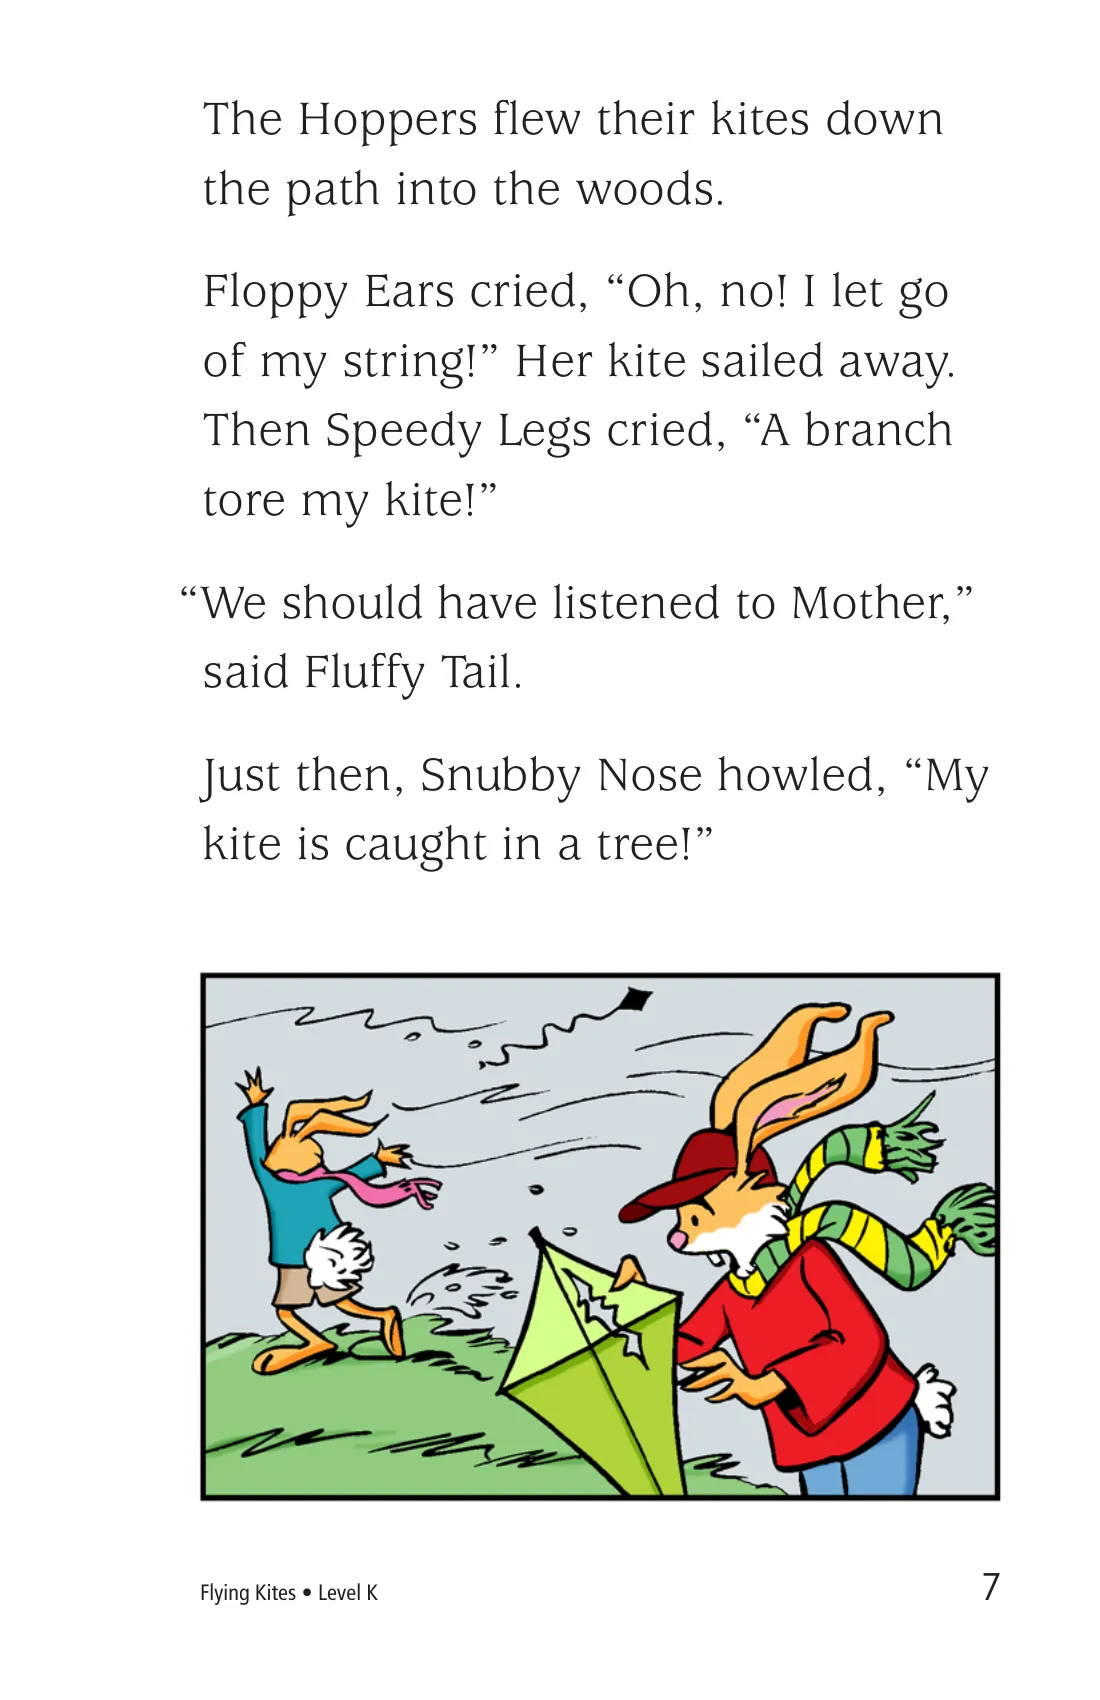 The Hoppers flew their kites down
the path into the woods.
Floppy Ears cried, “Oh, no! I let go
of my string!” Her kite sailed away.
Then Speedy Legs cried, “A branch
tore my kite!”
“We should have listened to Mother,”
said Fluffy Tail.
Just then, Snubby Nose howled, “My
kite is caught in a tree!”
Flying Kites • Level K
7